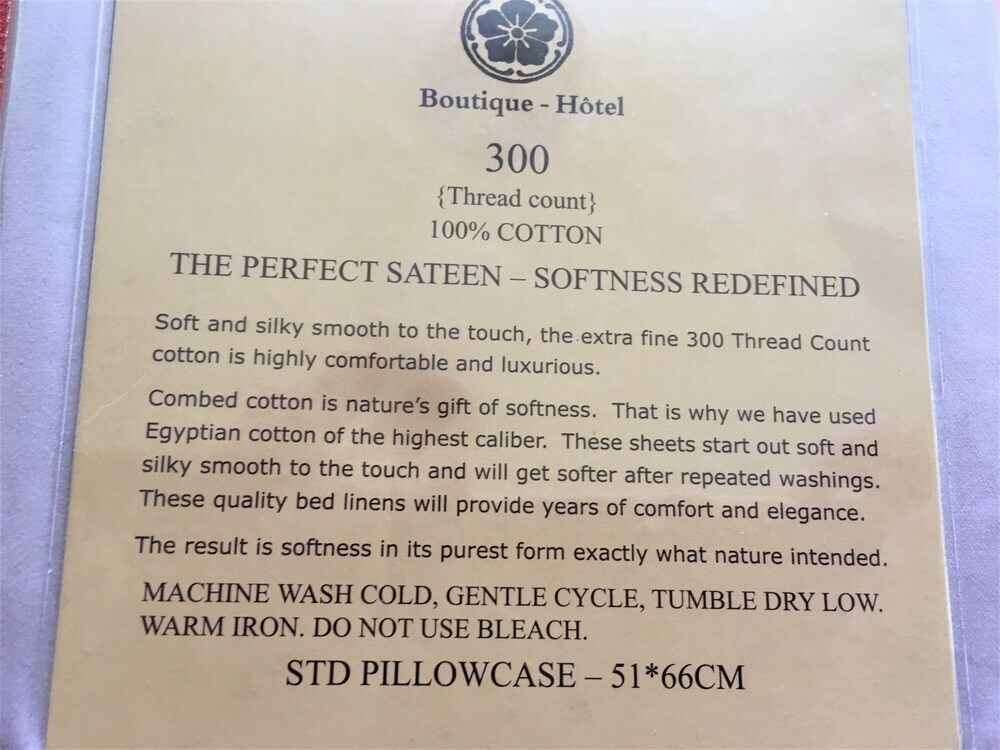 Boutique - Hôtel
300
{Thread count}
100% COTTON
THE PERFECT SATEEN – SOFTNESS REDEFINED
Soft and silky smooth to the touch, the extra fine 300 Thread Count
cotton is highly comfortable and luxurious.
Combed cotton is nature's gift of softness.  That is why we have used
Egyptian cotton of the highest caliber.  These sheets start out soft and
silky smooth to the touch and will get softer after repeated washings.
These quality bed linens will provide years of comfort and elegance.
The result is softness in its purest form exactly what nature intended.
MACHINE WASH COLD, GENTLE CYCLE, TUMBLE DRY LOW.
WARM IRON. DO NOT USE BLEACH.
STD PILLOWCASE – 51*66CM